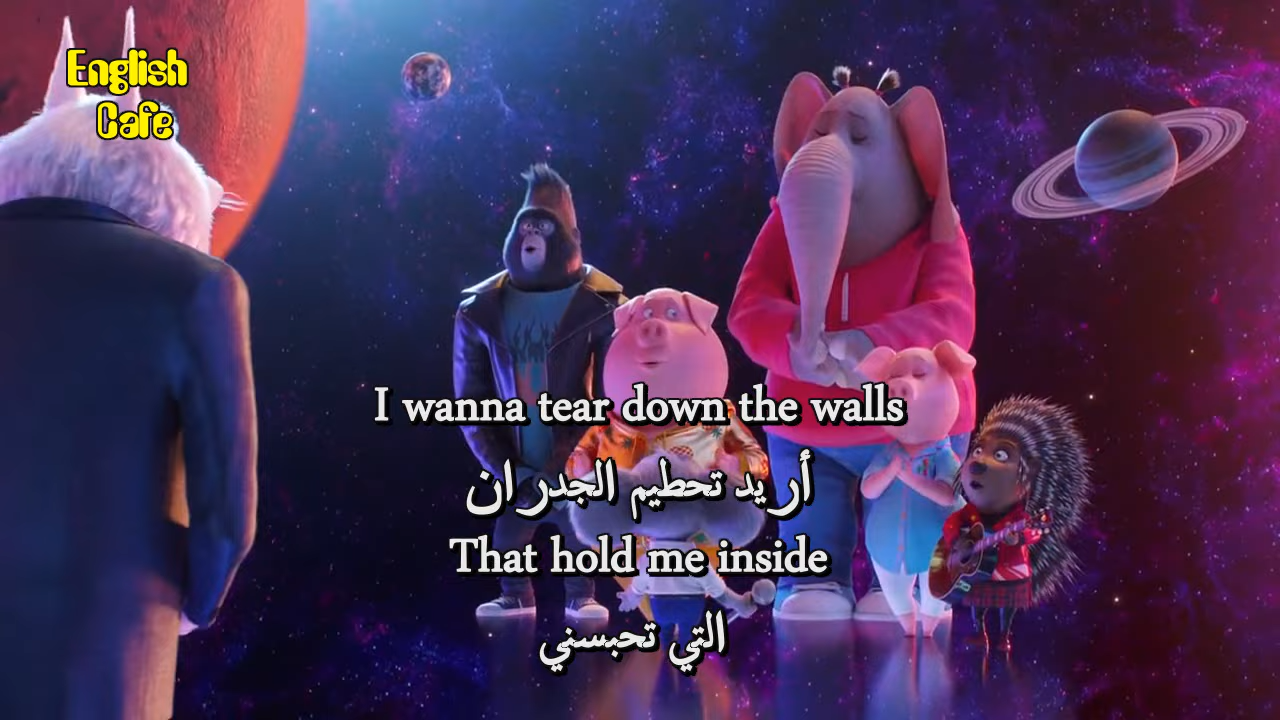 English
Cafe
I wanna tear down the walls
أريد تحطيم الجدران
That hold me inside
التي تحبسني